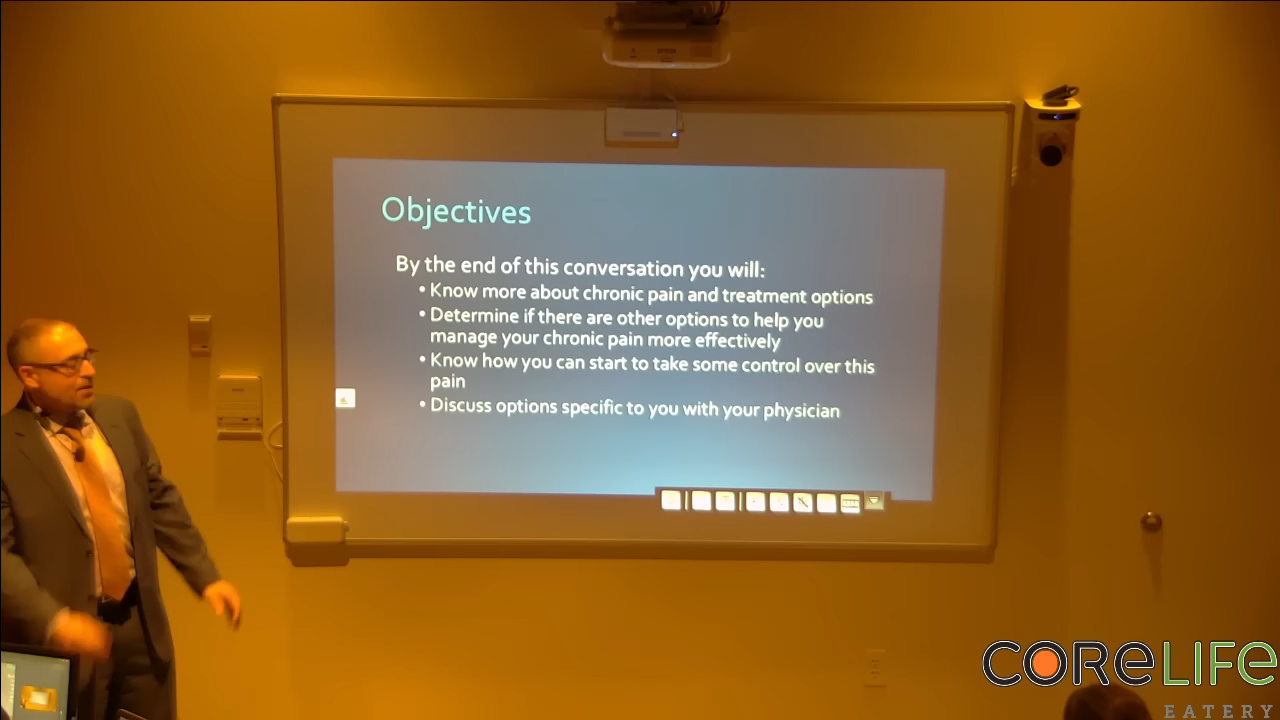 Objectives
By the end of this conversation you will:
• Know more about chronic pain and treatment options
• Determine if there are other options to help you
manage your chronic pain more effectively
• Know how you can start to take some control over this
pain
• Discuss options specific to you with your physician
CORELIFE
EATERY